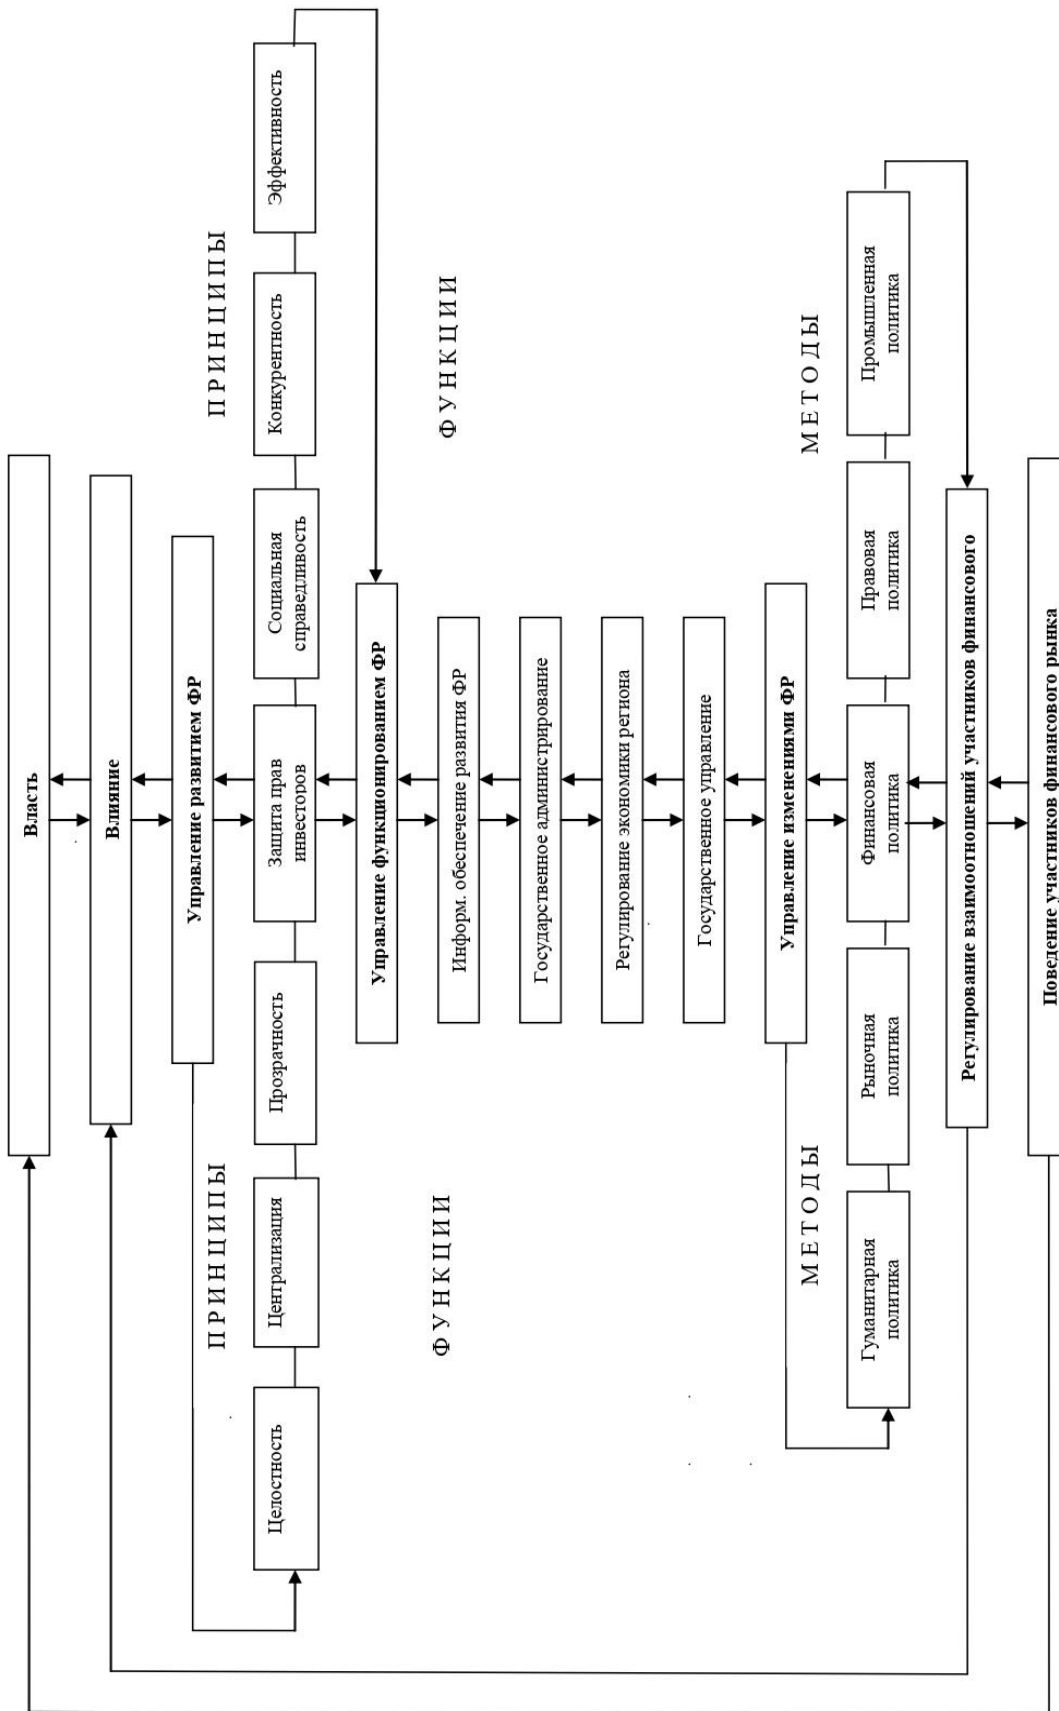 Власть
Влияние
Управление развитием ФР
ПРИНЦИПЫ
ПРИНЦИПЫ
Целостность
Централизация
Прозрачность
Защита прав
инвесторов
Социальная
справедливость
Конкурентность
Эффективность
Управление функционированием ФР
ФУНКЦИИ
ФУНКЦИИ
Информ. обеспечение развития ФР
Государственное администрирование
Регулирование экономики региона
Государственное управление
Управление изменениями ФР
МЕТОДЫ
МЕТОДЫ
Гуманитарная
политика
Рыночная
политика
Финансовая
политика
Правовая
политика
Промышленная
политика
Регулирование взаимоотношений участников финансового
Поведение участников финансового рынка